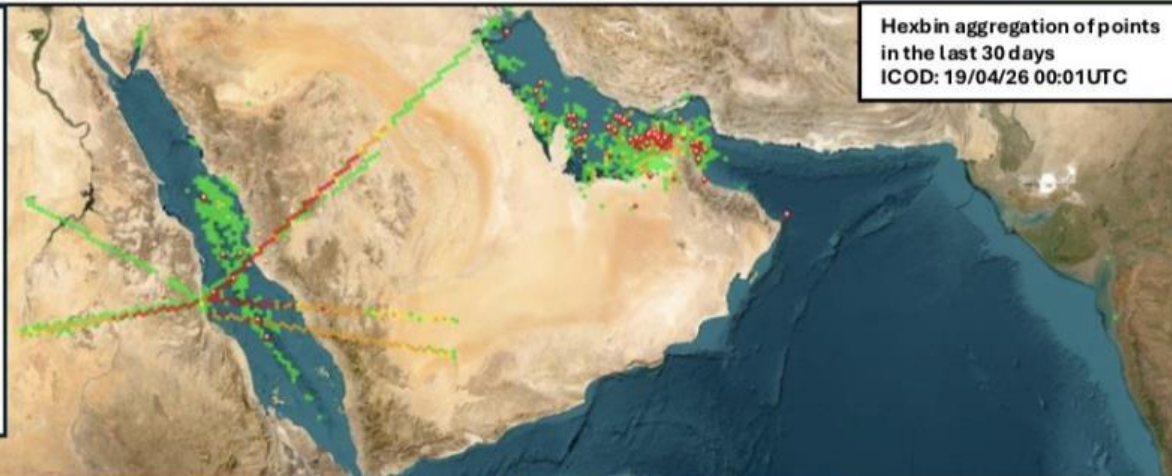 Hexbin aggregation of points
in the last 30 days
ICOD: 19/04/26 00:01UTC